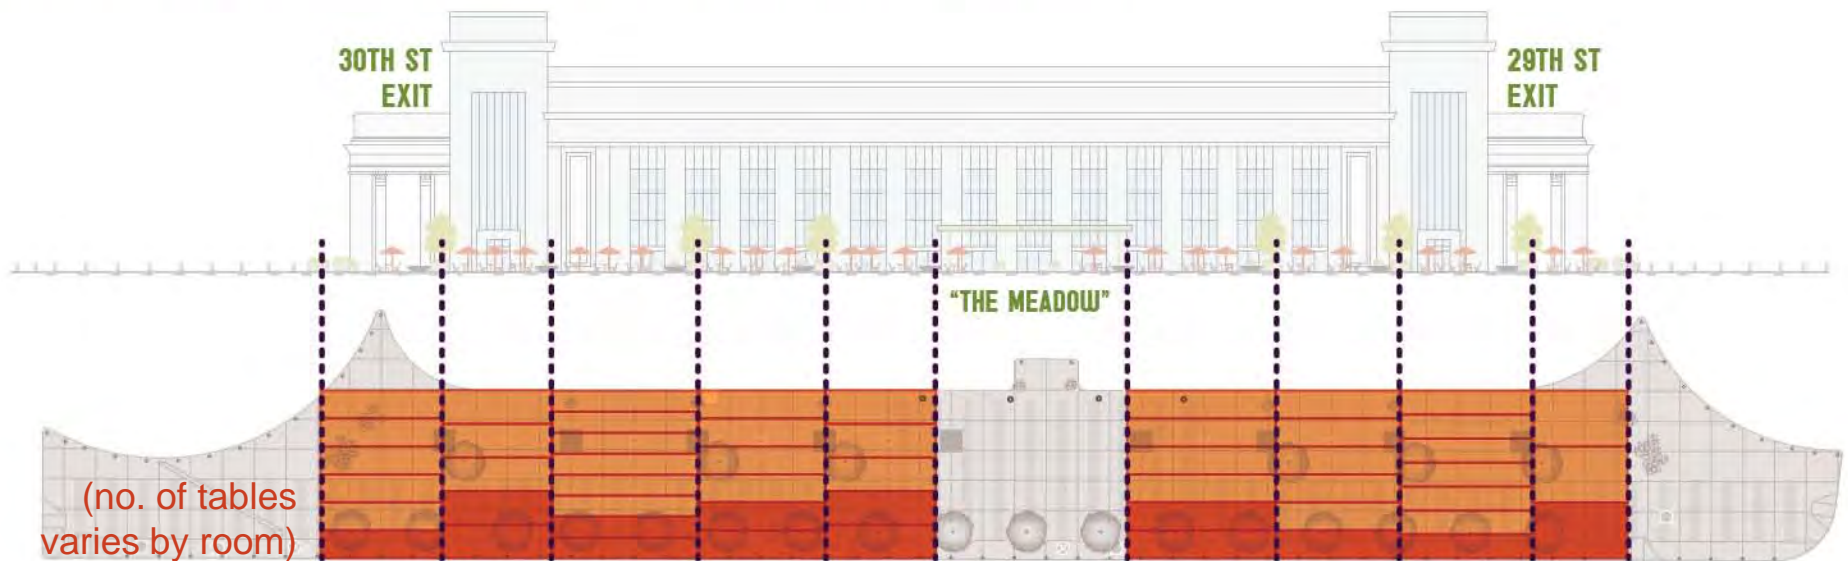 30TH ST
EXIT
29TH ST
EXIT
“THE MEADOW”
(no. of tables
varies by room)